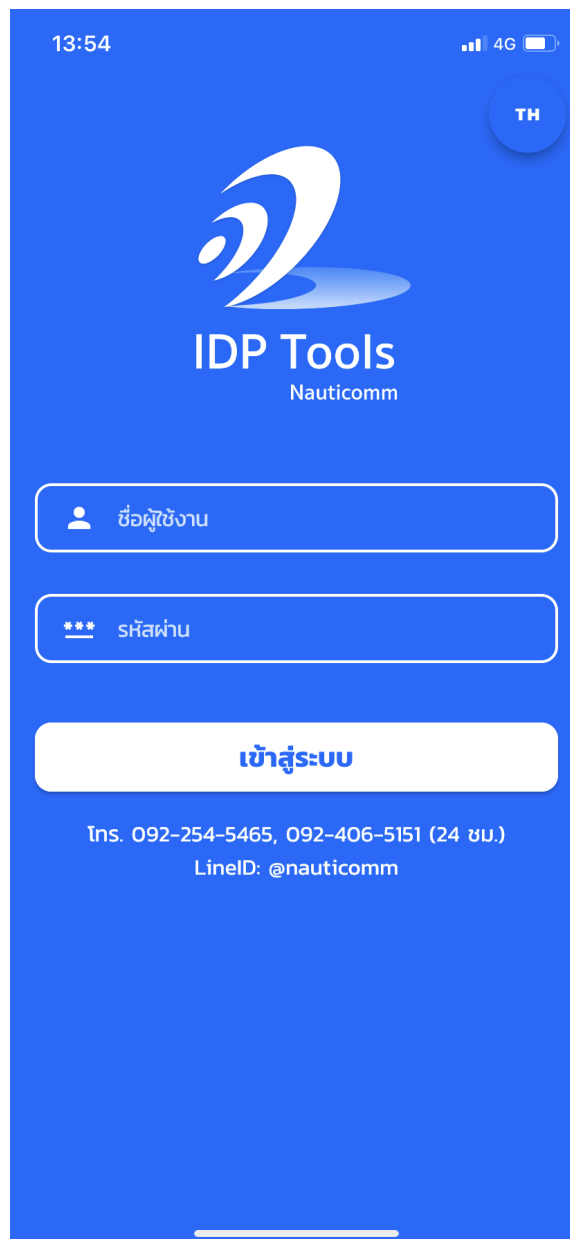 13:54
4G
TH
IDP Tools
Nauticomm
ชื่อผู้ใช้งาน
***
รหัสผ่าน
เข้าสู่ระบบ
โทร. 092-254-5465, 092-406-5151 (24 ชม.)
LineID: @nauticomm